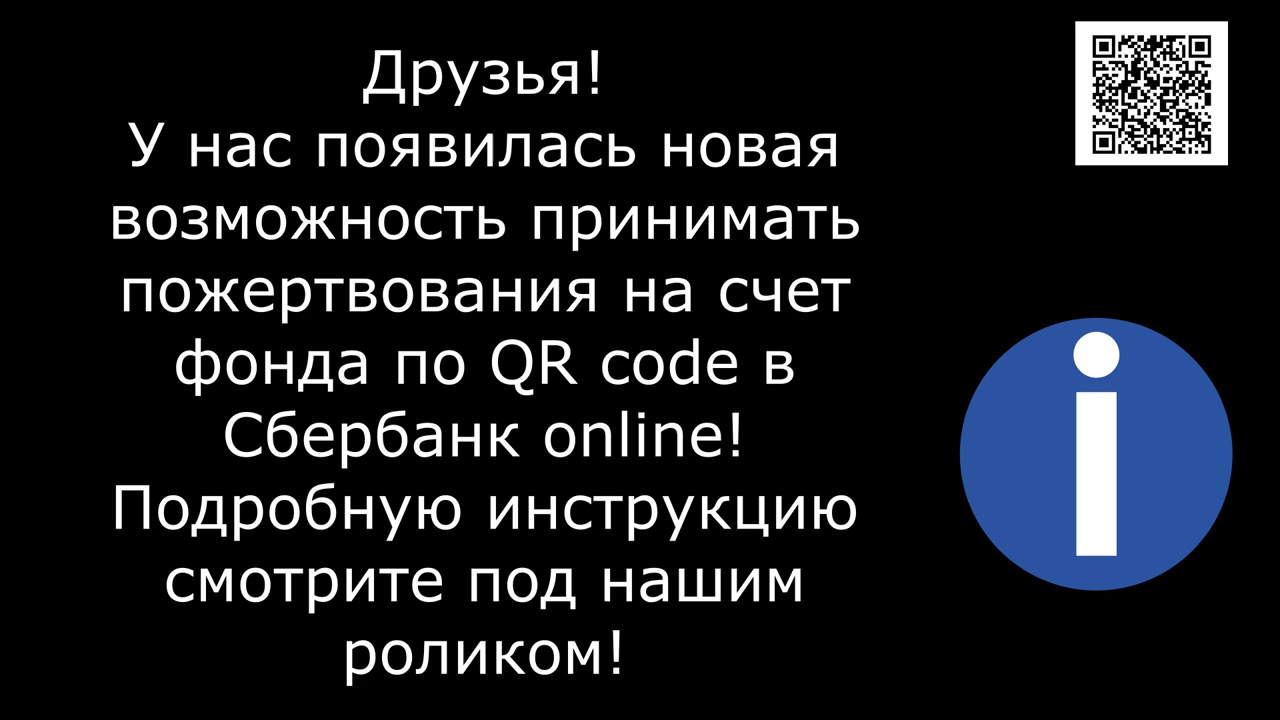 Друзья!
У нас появилась новая
возможность принимать
пожертвования на счет
фонда по QR code в
Сбербанк online!
Подробную инструкцию
смотрите под нашим
роликом!